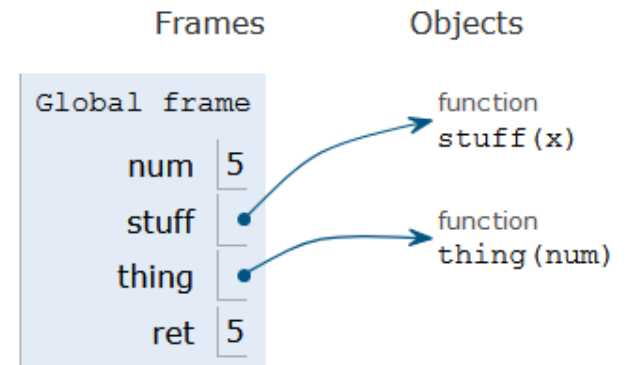 Frames Objects
Global frame
num 5
stuff
thing
ret 5
function
stuff(x)
function
thing(num)